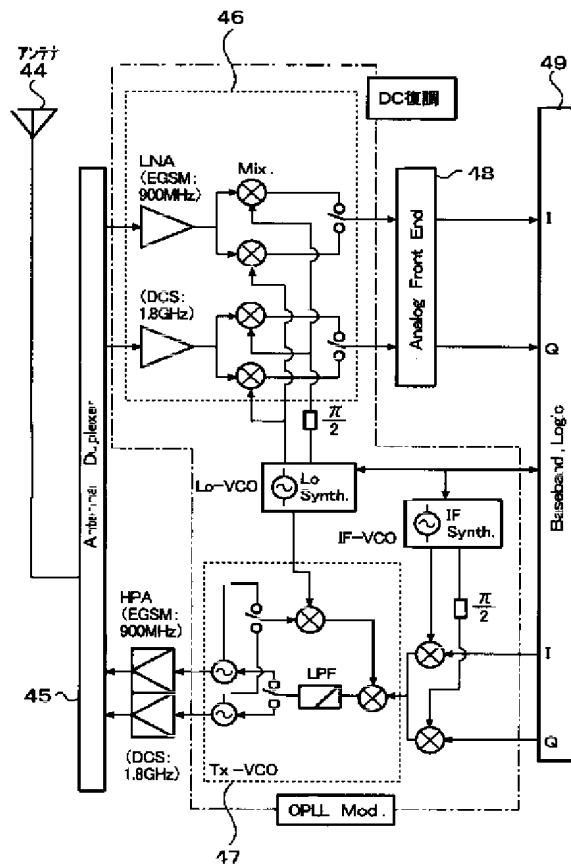 46
アンテナ
44
49
DC復調
LNA
(EGSM:
900MHz)
Mix.
48
I
(DCS:
1.8GHz)
Analog Front End
Q
π/2
Antenna Duplexer
Lo-VCO
Lo
Synth.
IF-VCO
IF
Synth.
Baseband, Logic
HPA
(EGSM:
900MHz)
π/2
LPF
I
45
Q
(DCS:
1.8GHz)
Tx-VCO
OPLL Mod.
47